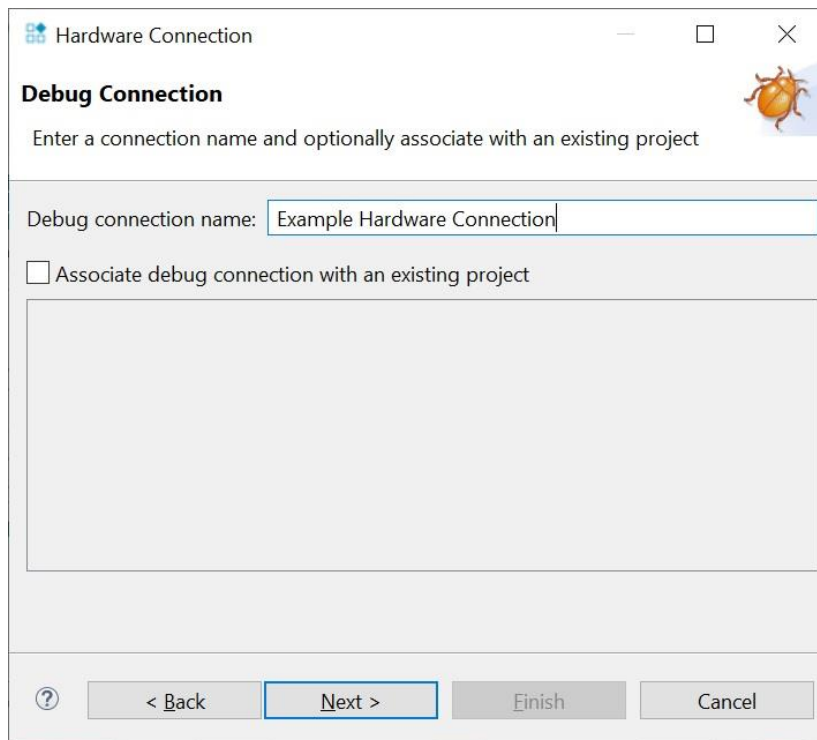 Hardware Connection
Debug Connection
Enter a connection name and optionally associate with an existing project
Debug connection name: Example Hardware Connection
Associate debug connection with an existing project
? < Back Next > Finish Cancel